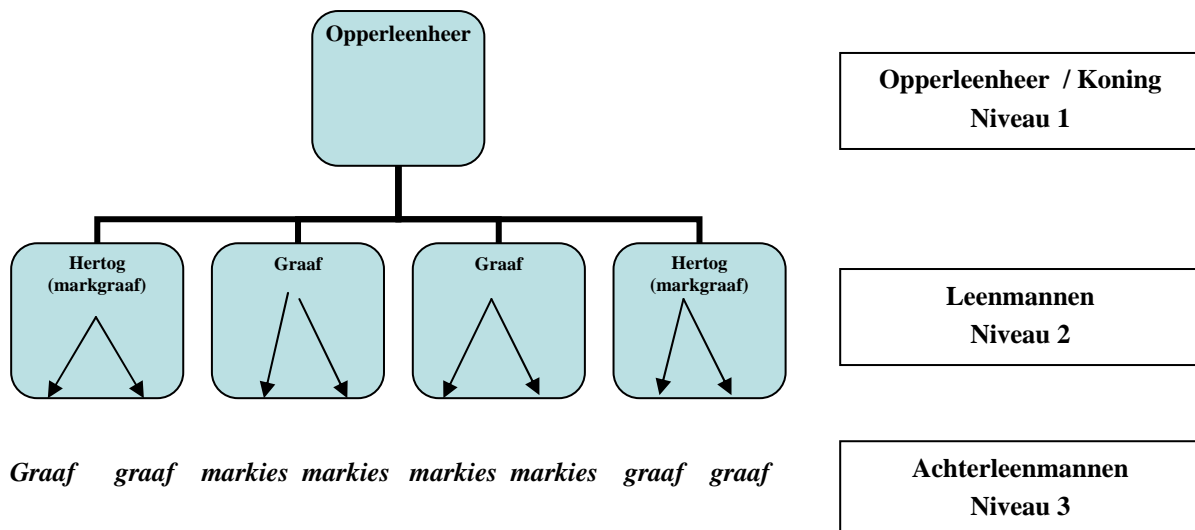 Opperleenheer
Opperleenheer / Koning
Niveau 1
Hertog
(markgraaf)
Graaf
Graaf
Hertog
(markgraaf)
Leenmannen
Niveau 2
Graaf graaf markies markies markies markies graaf graaf
Achterleenmannen
Niveau 3